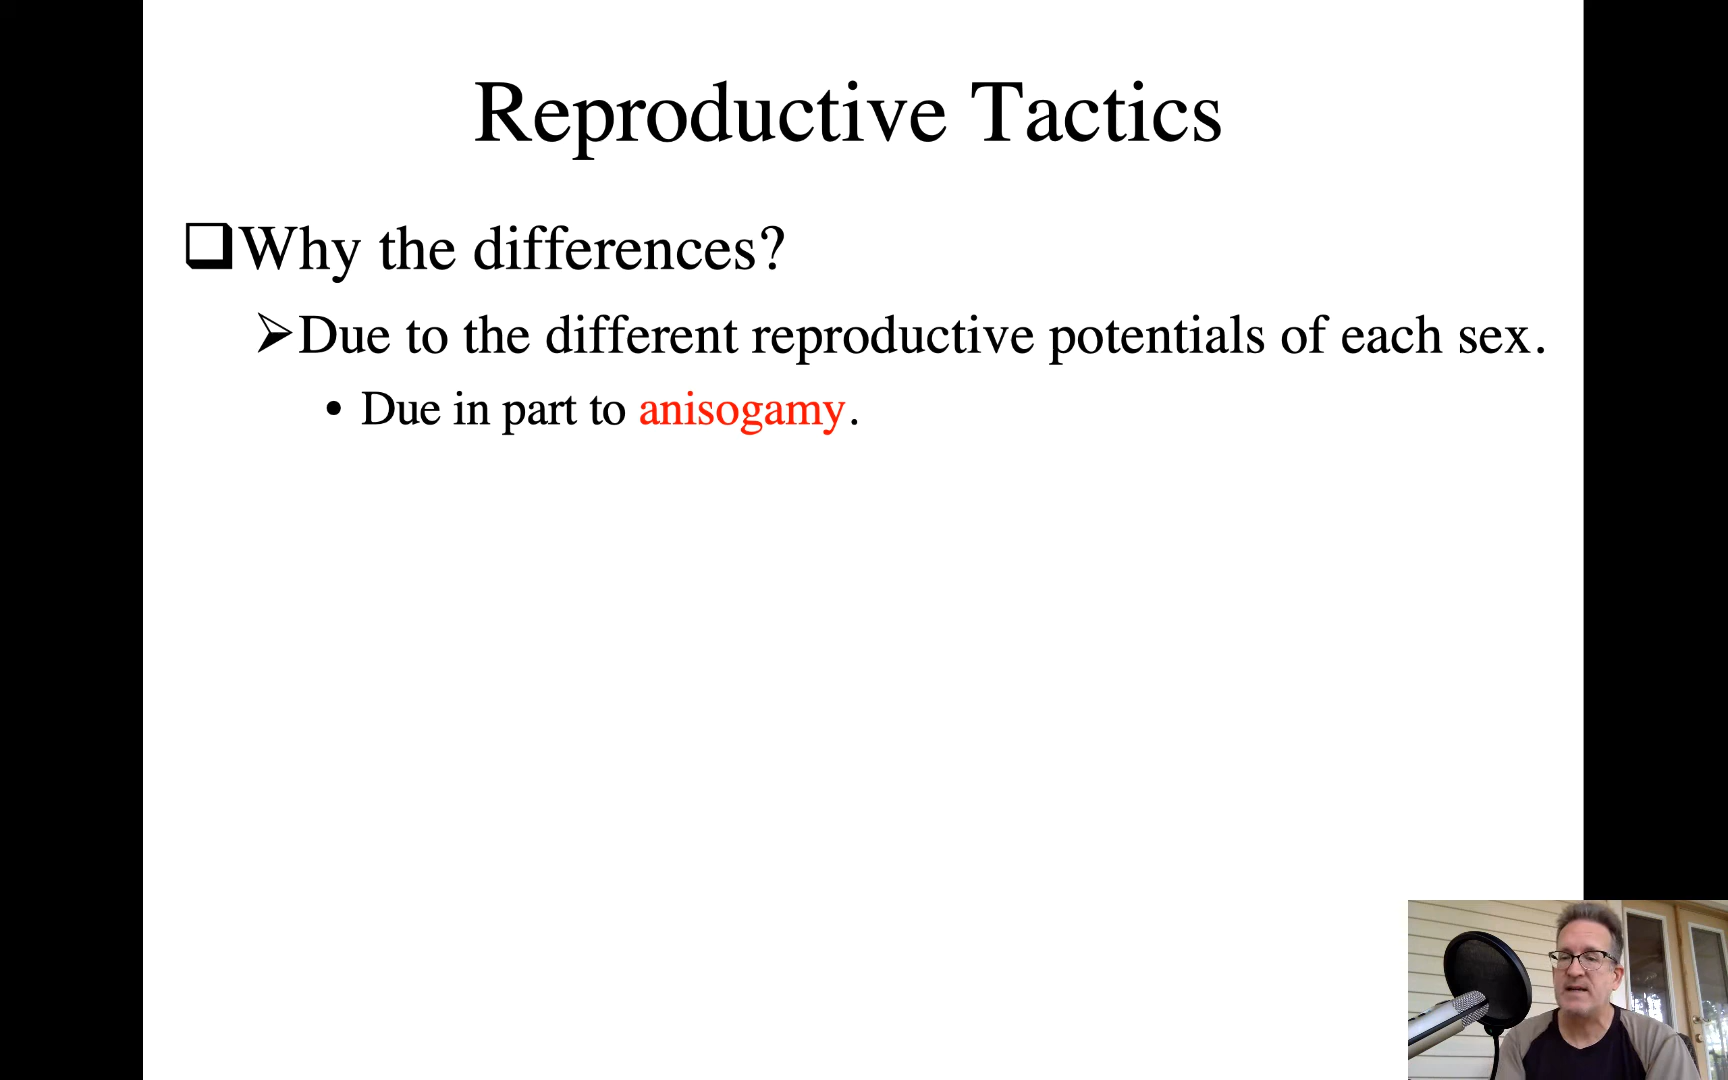 Reproductive Tactics
❑Why the differences?
➢Due to the different reproductive potentials of each sex.
• Due in part to anisogamy.